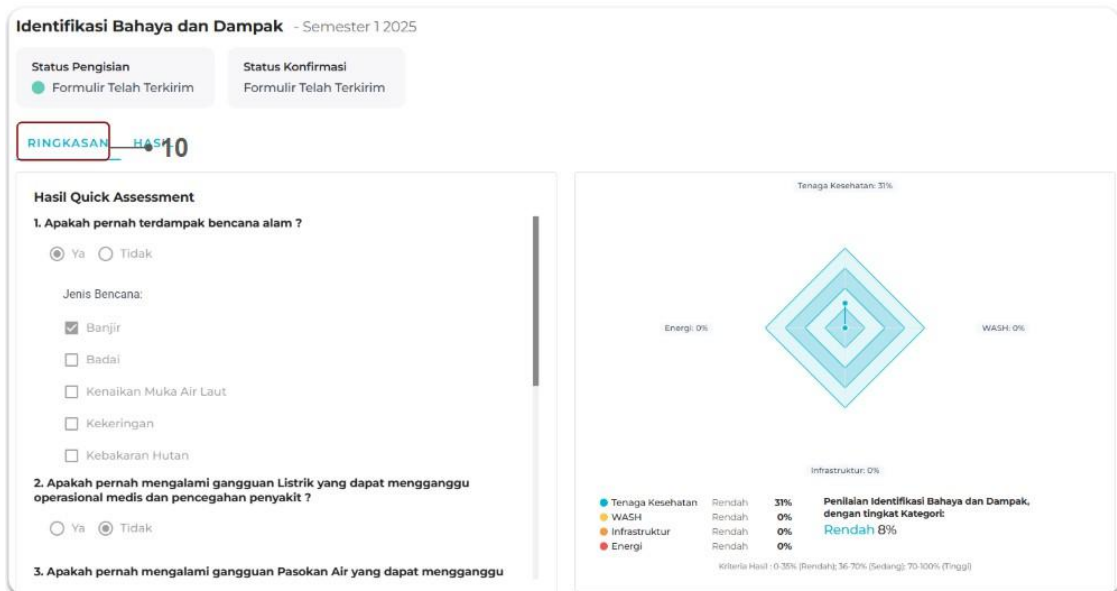 Identifikasi Bahaya dan Dampak - Semester 1 2025
Status Pengisian
Formulir Telah Terkirim
Status Konfirmasi
Formulir Telah Terkirim
RINGKASAN
10
Hasil Quick Assessment
1. Apakah pernah terdampak bencana alam ?
Ya Tidak
Jenis Bencana:
Banjir
Badai
Kenaikan Muka Air Laut
Kekeringan
Kebakaran Hutan
2. Apakah pernah mengalami gangguan Listrik yang dapat mengganggu
operasional medis dan pencegahan penyakit ?
Ya Tidak
3. Apakah pernah mengalami gangguan Pasokan Air yang dapat mengganggu
Tenaga Kesehatan: 31%
Energi: 0%
WASH: 0%
Infrastruktur: 0%
Tenaga Kesehatan Rendah 31%
WASH Rendah 0%
Infrastruktur Rendah 0%
Energi Rendah 0%
Penilaian Identifikasi Bahaya dan Dampak,
dengan tingkat Kategori:
Rendah 8%
Kriteria Hasil : 0-35% (Rendah); 36-70% (Sedang); 70-100% (Tinggi)